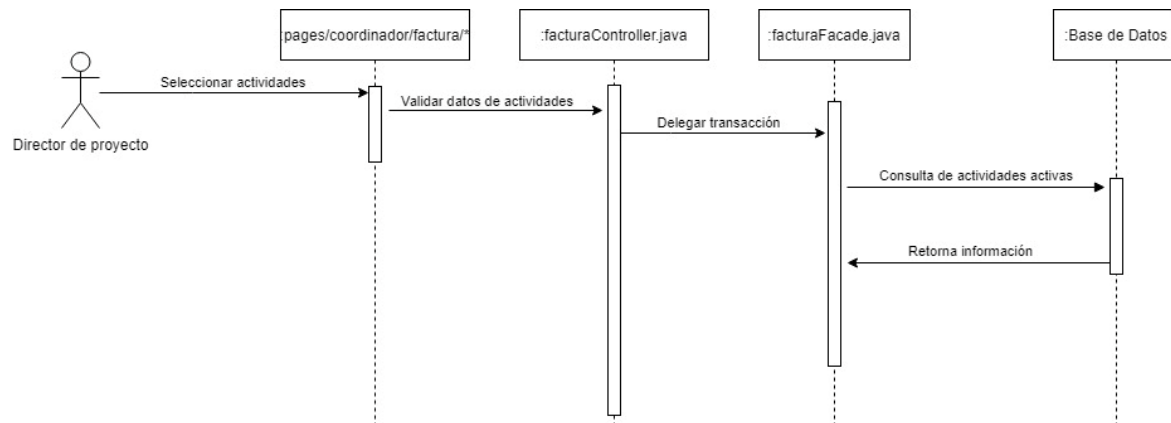 :pages/coordinador/factura/*
:facturaController.java
:facturaFacade.java
:Base de Datos
Seleccionar actividades
Validar datos de actividades
Delegar transacción
Director de proyecto
Consulta de actividades activas
Retorna información